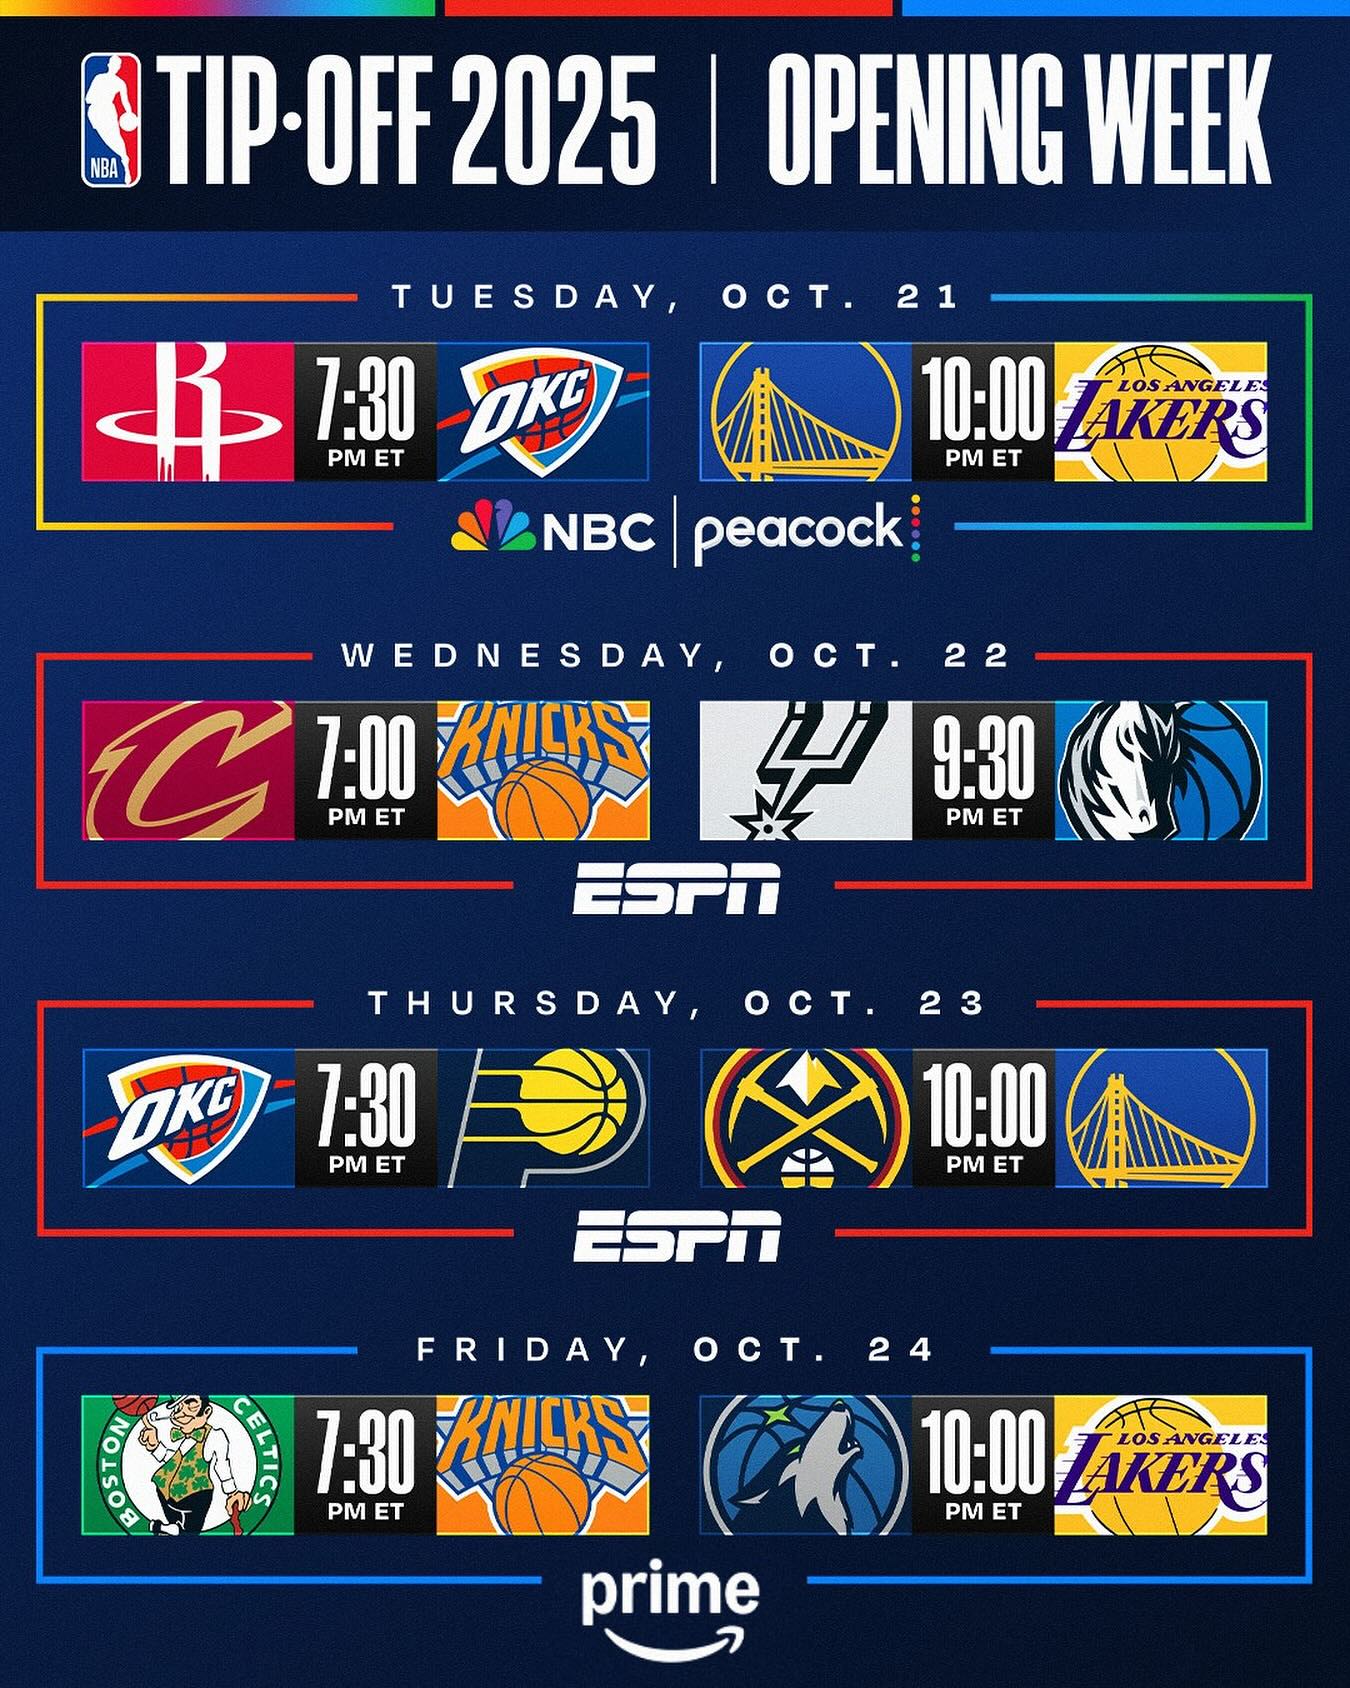 NBA TIP·OFF 2025 | OPENING WEEK
TUESDAY, OCT. 21
R 7:30 PM ET OKC
10:00 PM ET LOS ANGELES LAKERS
NBC | peacock
WEDNESDAY, OCT. 22
C 7:00 PM ET KNICKS
U 9:30 PM ET
ESPN
THURSDAY, OCT. 23
OKC 7:30 PM ET
10:00 PM ET
ESPN
FRIDAY, OCT. 24
BOSTON CELTICS 7:30 PM ET KNICKS
10:00 PM ET LOS ANGELES LAKERS
prime